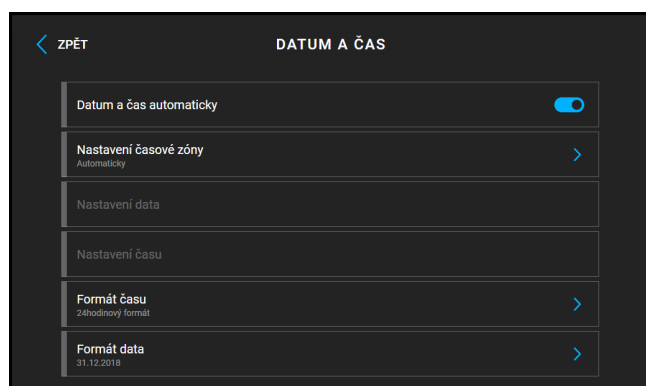 ZPĚT
DATUM A ČAS
Datum a čas automaticky
Nastavení časové zóny
Automaticky
Nastavení data
Nastavení času
Formát času
24hodinový formát
Formát data
31.12.2018